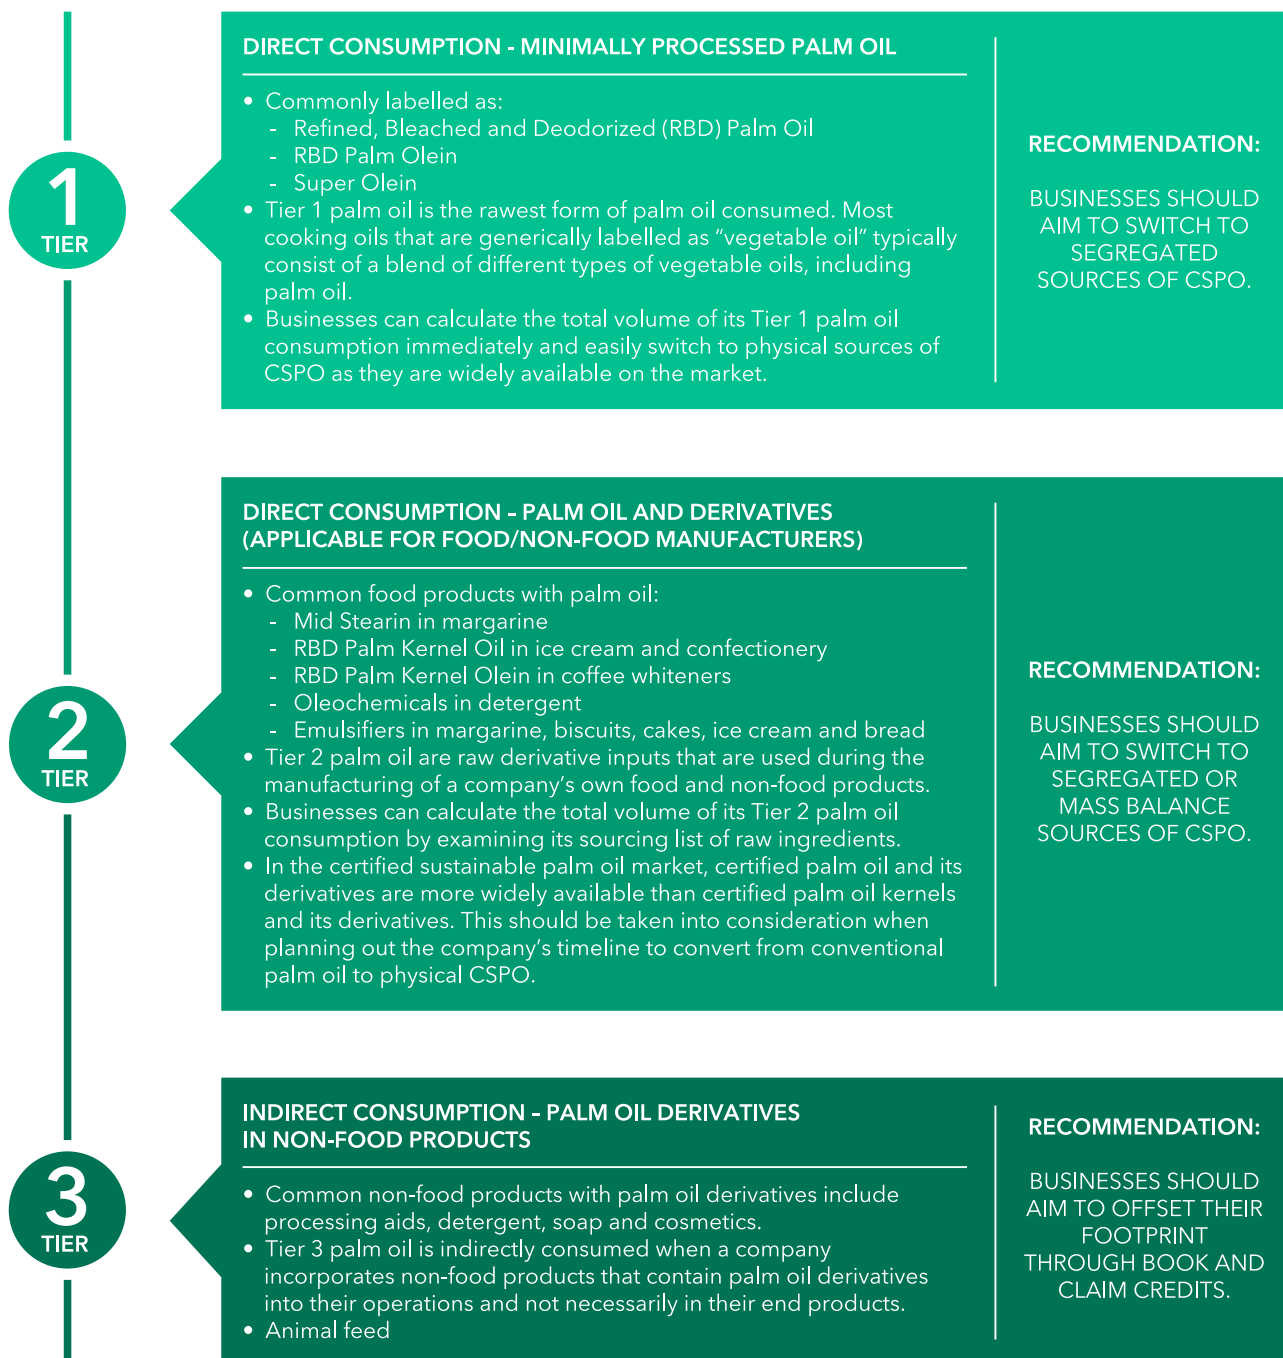 1
TIER
DIRECT CONSUMPTION - MINIMALLY PROCESSED PALM OIL
• Commonly labelled as:
- Refined, Bleached and Deodorized (RBD) Palm Oil
- RBD Palm Olein
- Super Olein
• Tier 1 palm oil is the rawest form of palm oil consumed. Most
cooking oils that are generically labelled as “vegetable oil” typically
consist of a blend of different types of vegetable oils, including
palm oil.
• Businesses can calculate the total volume of its Tier 1 palm oil
consumption immediately and easily switch to physical sources of
CSPO as they are widely available on the market.
RECOMMENDATION:
BUSINESSES SHOULD
AIM TO SWITCH TO
SEGREGATED
SOURCES OF CSPO.
2
TIER
DIRECT CONSUMPTION – PALM OIL AND DERIVATIVES
(APPLICABLE FOR FOOD/NON-FOOD MANUFACTURERS)
• Common food products with palm oil:
- Mid Stearin in margarine
- RBD Palm Kernel Oil in ice cream and confectionery
- RBD Palm Kernel Olein in coffee whiteners
- Oleochemicals in detergent
- Emulsifiers in margarine, biscuits, cakes, ice cream and bread
• Tier 2 palm oil are raw derivative inputs that are used during the
manufacturing of a company’s own food and non-food products.
• Businesses can calculate the total volume of its Tier 2 palm oil
consumption by examining its sourcing list of raw ingredients.
• In the certified sustainable palm oil market, certified palm oil and its
derivatives are more widely available than certified palm oil kernels
and its derivatives. This should be taken into consideration when
planning out the company’s timeline to convert from conventional
palm oil to physical CSPO.
RECOMMENDATION:
BUSINESSES SHOULD
AIM TO SWITCH TO
SEGREGATED OR
MASS BALANCE
SOURCES OF CSPO.
3
TIER
INDIRECT CONSUMPTION – PALM OIL DERIVATIVES
IN NON-FOOD PRODUCTS
• Common non-food products with palm oil derivatives include
processing aids, detergent, soap and cosmetics.
• Tier 3 palm oil is indirectly consumed when a company
incorporates non-food products that contain palm oil derivatives
into their operations and not necessarily in their end products.
• Animal feed
RECOMMENDATION:
BUSINESSES SHOULD
AIM TO OFFSET THEIR
FOOTPRINT
THROUGH BOOK AND
CLAIM CREDITS.